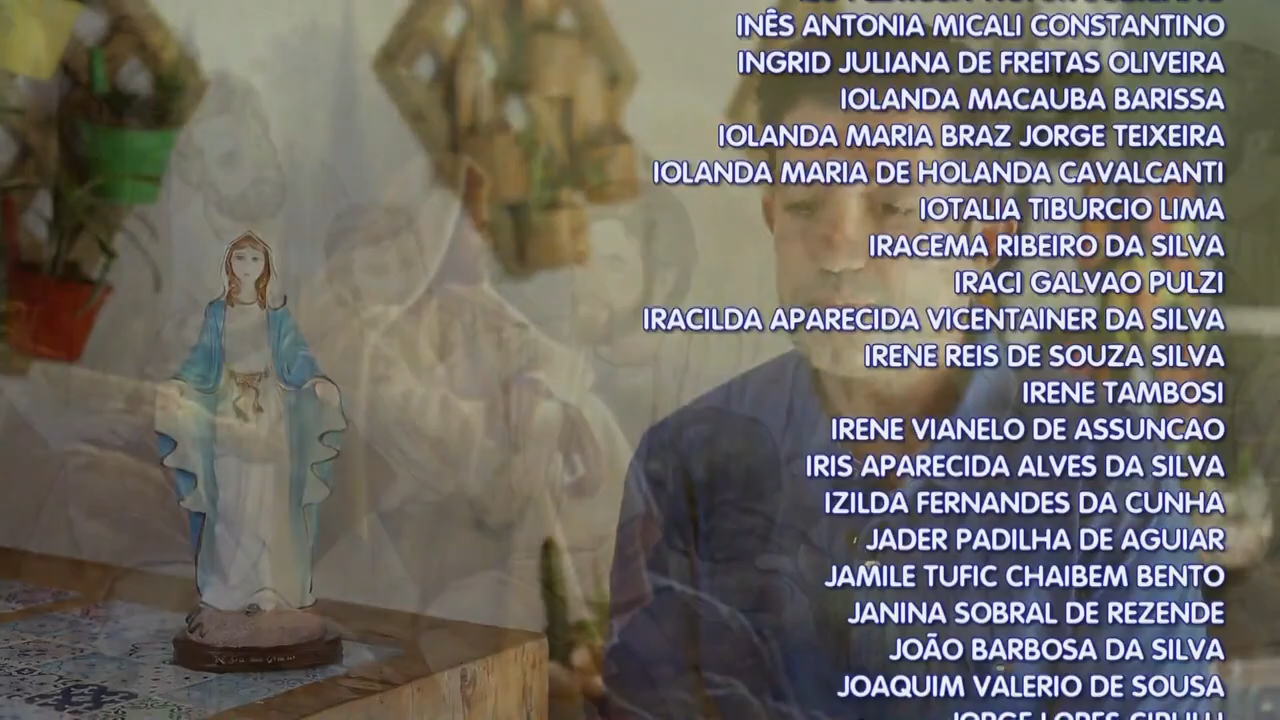 INÊS ANTONIA MICALI CONSTANTINO
INGRID JULIANA DE FREITAS OLIVEIRA
IOLANDA MACAUBA BARISSA
IOLANDA MARIA BRAZ JORGE TEIXEIRA
IOLANDA MARIA DE HOLANDA CAVALCANTI
IOTALIA TIBURCIO LIMA
IRACEMA RIBEIRO DA SILVA
IRACI GALVAO PULZI
IRACILDA APARECIDA VICENTAINER DA SILVA
IRENE REIS DE SOUZA SILVA
IRENE TAMBOSI
IRENE VIANELO DE ASSUNCAO
IRIS APARECIDA ALVES DA SILVA
IZILDA FERNANDES DA CUNHA
JADER PADILHA DE AGUIAR
JAMILE TUFIC CHAIBEM BENTO
JANINA SOBRAL DE REZENDE
JOÃO BARBOSA DA SILVA
JOAQUIM VALERIO DE SOUSA
JORGE LOPES